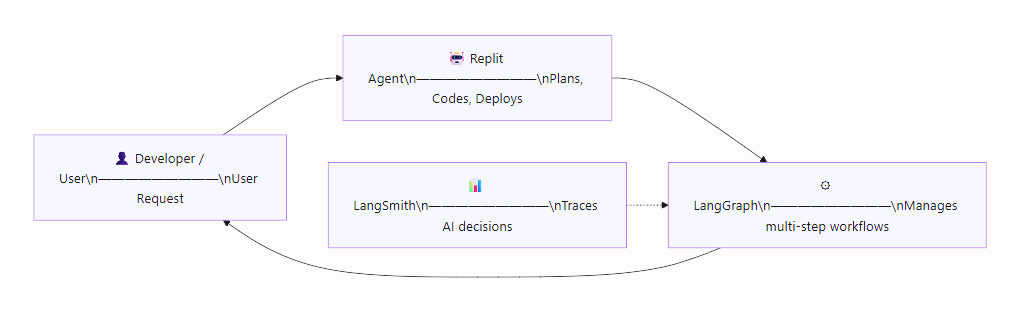 🤖 Replit
Agent\n―――――――――\nPlans,
Codes, Deploys
👤 Developer /
User\n―――――――――\nUser
Request
📊
LangSmith\n―――――――――\nTraces
AI decisions
⚙
LangGraph\n―――――――――\nManages
multi-step workflows